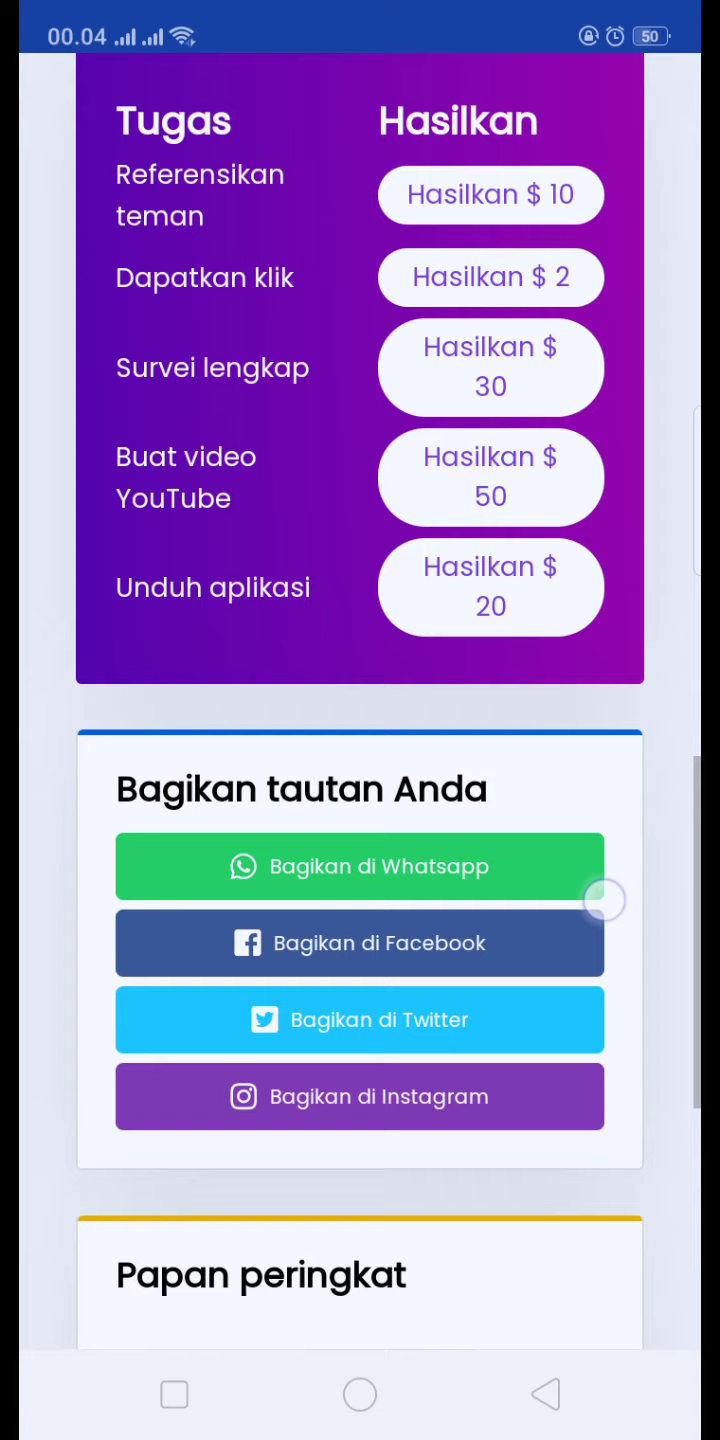 00.04
50
Tugas
Hasilkan
Referensikan
teman
Hasilkan $ 10
Dapatkan klik
Hasilkan $ 2
Survei lengkap
Hasilkan $
30
Buat video
YouTube
Hasilkan $
50
Unduh aplikasi
Hasilkan $
20
Bagikan tautan Anda
Bagikan di Whatsapp
Bagikan di Facebook
Bagikan di Twitter
Bagikan di Instagram
Papan peringkat